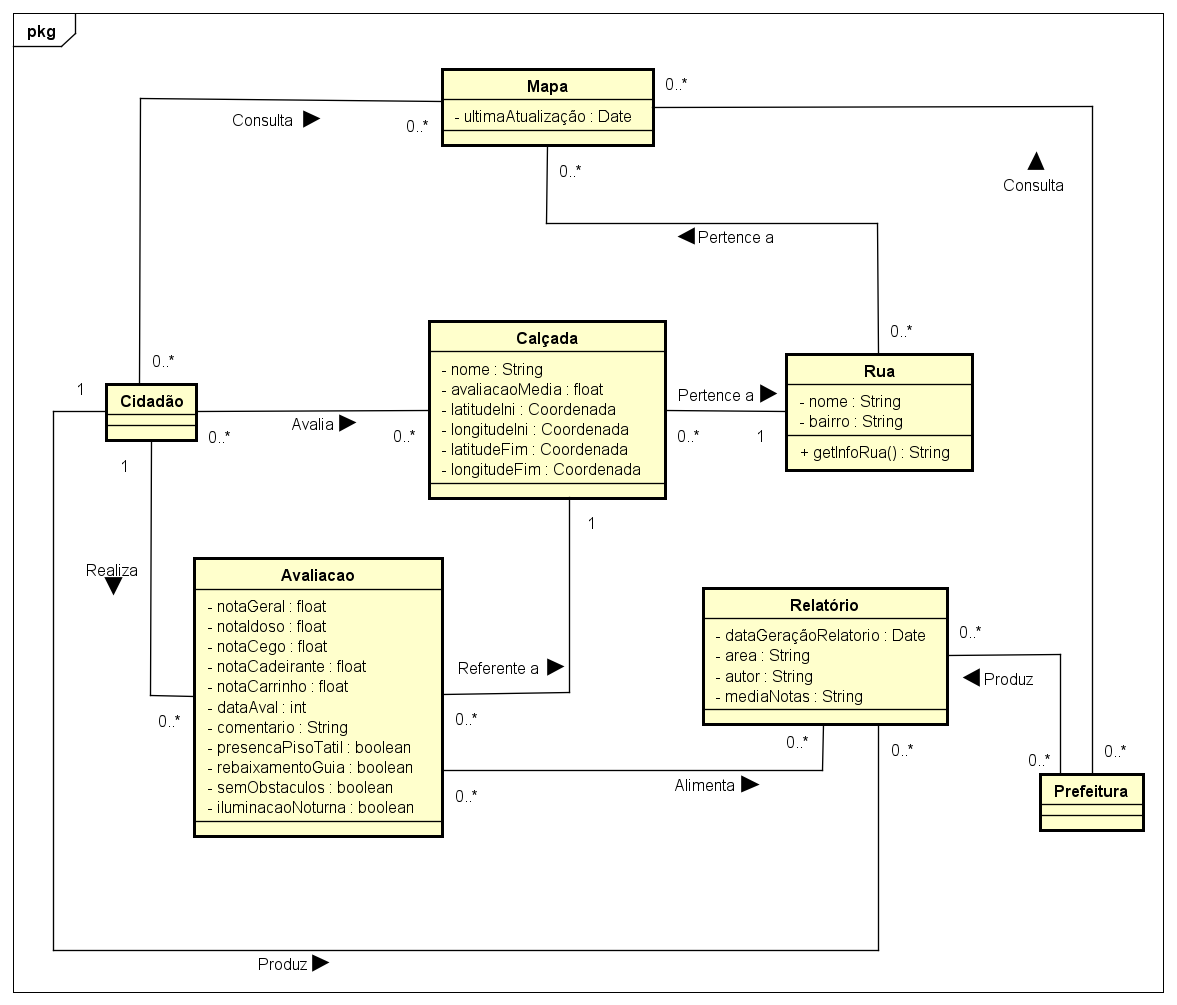 pkg
Mapa
- ultimaAtualização : Date
0..*
Consulta
0..*
0..*
Consulta
Pertence a
0..*
0..*
1
Cidadão
0..*
Avalia
0..*
1
Calçada
- nome : String
- avaliacaoMedia : float
- latitudeIni : Coordenada
- longitudeIni : Coordenada
- latitudeFim : Coordenada
- longitudeFim : Coordenada
Pertence a
0..*
1
Rua
- nome : String
- bairro : String
+ getInfoRua() : String
1
Realiza
0..*
Avaliacao
- notaGeral : float
- notaIdoso : float
- notaCego : float
- notaCadeirante : float
- notaCarrinho : float
- dataAval : int
- comentario : String
- presencaPisoTatil : boolean
- rebaixamentoGuia : boolean
- semObstaculos : boolean
- iluminacaoNoturna : boolean
Referente a
0..*
0..*
Alimenta
Relatório
- dataGeraçãoRelatorio : Date
- area : String
- autor : String
- mediaNotas : String
0..*
0..*
0..*
Produz
0..*
0..*
Prefeitura
Produz